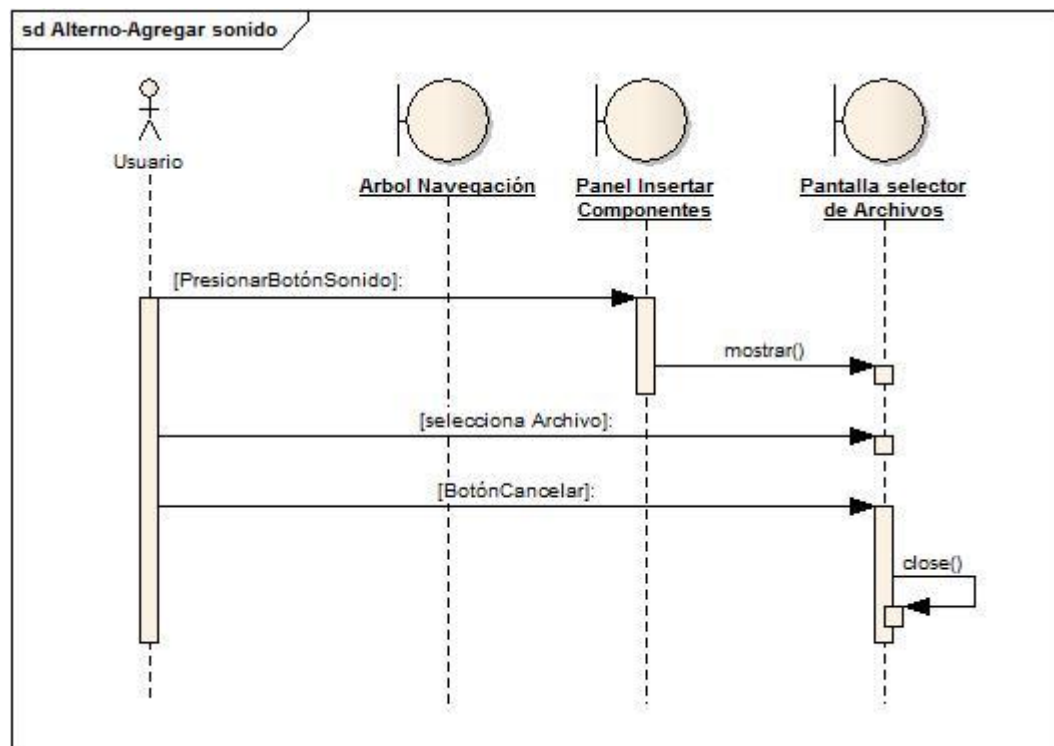 sd Alterno-Agregar sonido
Usuario
Arbol Navegación
Panel Insertar
Componentes
Pantalla selector
de Archivos
[PresionarBotónSonido]:
mostrar()
[selecciona Archivo]:
[BotónCancelar]:
close()